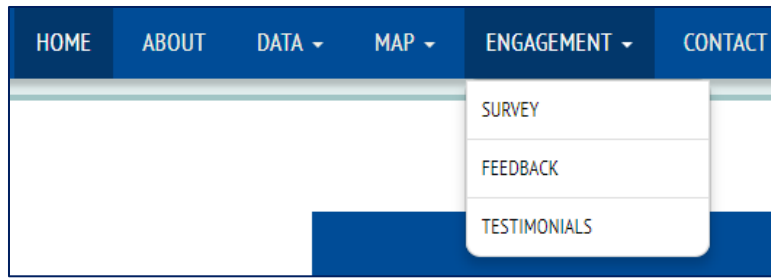 HOME ABOUT DATA MAP ENGAGEMENT CONTACT
SURVEY
FEEDBACK
TESTIMONIALS